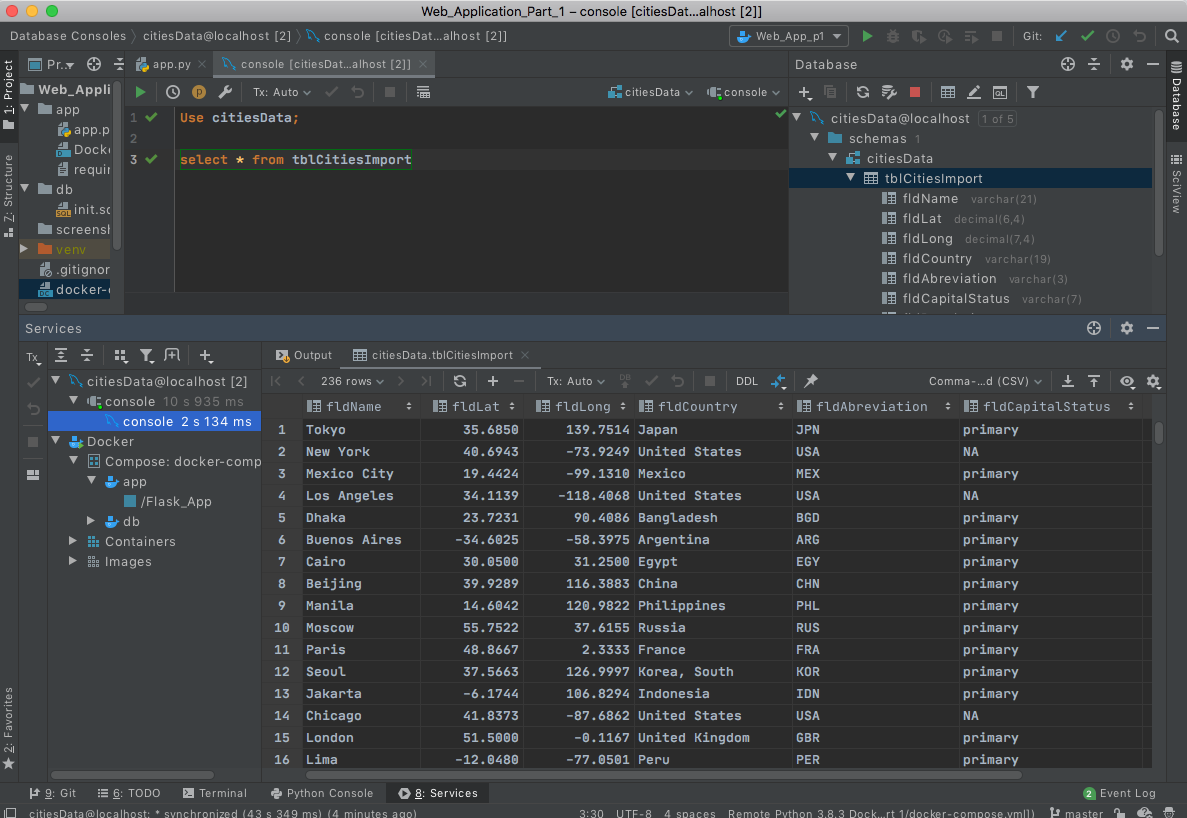 Web_Application_Part_1 – console [citiesDat...alhost [2]]
Database Consoles citiesData@localhost [2] console [citiesDat...alhost [2]]
Web_App_p1
Git:
1: Project
Z: Structure
2: Favorites
Pr..
Web_Appli
app
app.p
Docke
requir
db
init.sq
screensh
venv
.gitignor
docker-c
app.py
console [citiesDat...alhost [2]]
Tx: Auto
citiesData
console
1 Use citiesData;
2
3 select * from tblCitiesImport
Database
citiesData@localhost 1 of 5
schemas 1
citiesData
tblCitiesImport
fldName varchar(21)
fldLat decimal(6,4)
fldLong decimal(7,4)
fldCountry varchar(19)
fldAbreviation varchar(3)
fldCapitalStatus varchar(7)
Database
SciView
Services
Tx
citiesData@localhost [2]
console 10 s 935 ms
console 2 s 134 ms
Docker
Compose: docker-comp
app
/Flask_App
db
Containers
Images
Output
citiesData.tblCitiesImport
236 rows
Tx: Auto
DB
DDL
Comma-...d (CSV)
fldName fldLat fldLong fldCountry fldAbreviation fldCapitalStatus
1 Tokyo 35.6850 139.7514 Japan JPN primary
2 New York 40.6943 -73.9249 United States USA NA
3 Mexico City 19.4424 -99.1310 Mexico MEX primary
4 Los Angeles 34.1139 -118.4068 United States USA NA
5 Dhaka 23.7231 90.4086 Bangladesh BGD primary
6 Buenos Aires -34.6025 -58.3975 Argentina ARG primary
7 Cairo 30.0500 31.2500 Egypt EGY primary
8 Beijing 39.9289 116.3883 China CHN primary
9 Manila 14.6042 120.9822 Philippines PHL primary
10 Moscow 55.7522 37.6155 Russia RUS primary
11 Paris 48.8667 2.3333 France FRA primary
12 Seoul 37.5663 126.9997 Korea, South KOR primary
13 Jakarta -6.1744 106.8294 Indonesia IDN primary
14 Chicago 41.8373 -87.6862 United States USA NA
15 London 51.5000 -0.1167 United Kingdom GBR primary
16 Lima -12.0480 -77.0501 Peru PER primary
9: Git
6: TODO
Terminal
Python Console
8: Services
2 Event Log
citiesData@localhost: * synchronized (43 s 349 ms) (4 minutes ago)
3:30 UTF-8 4 spaces Remote Python 3.8.3 Dock...rt 1/docker-compose.yml]) master